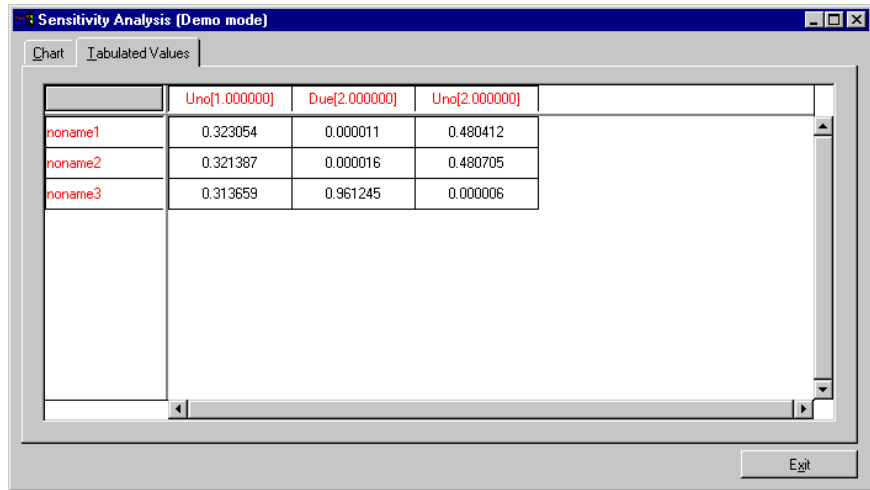 Sensitivity Analysis (Demo mode)
Chart Tabulated Values
Uno[1.000000] Due[2.000000] Uno[2.000000]
noname1 0.323054 0.000011 0.480412
noname2 0.321387 0.000016 0.480705
noname3 0.313659 0.961245 0.000006
Exit